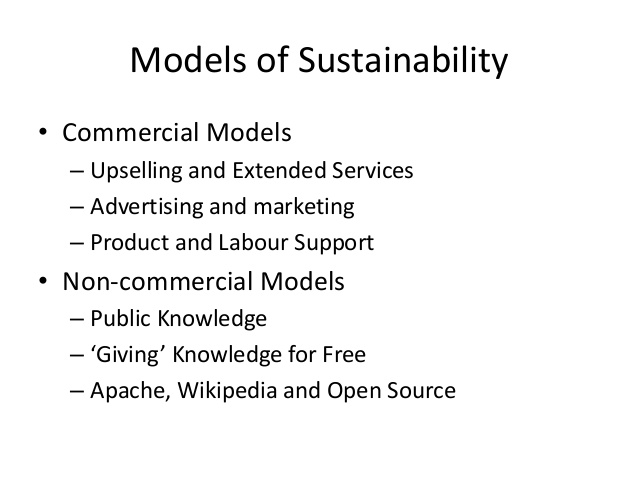 Models of Sustainability
• Commercial Models
– Upselling and Extended Services
– Advertising and marketing
– Product and Labour Support
• Non-commercial Models
– Public Knowledge
– ‘Giving’ Knowledge for Free
– Apache, Wikipedia and Open Source